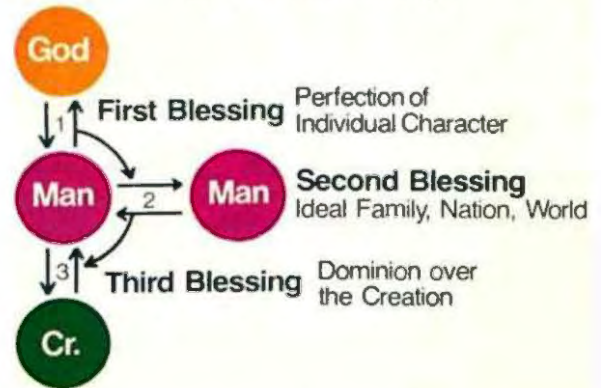 God
1
First Blessing
Perfection of
Individual Character
Man
2
Man
Second Blessing
Ideal Family, Nation, World
3
Third Blessing
Dominion over
the Creation
Cr.